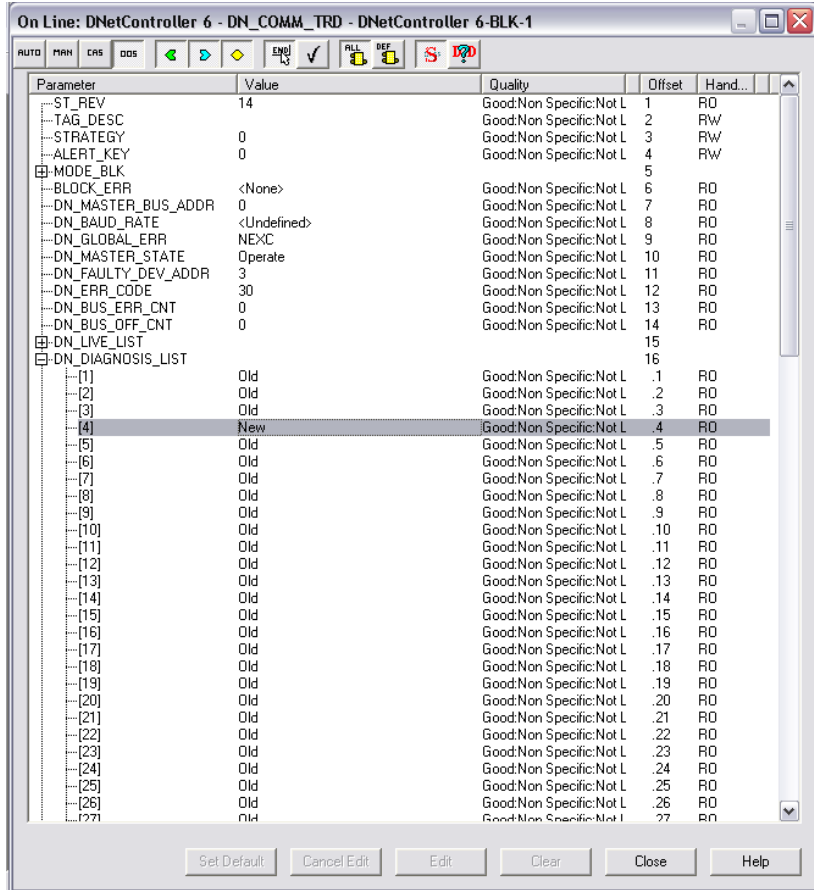 On Line: DNetController 6 - DN_COMM_TRD - DNetController 6-BLK-1
AUTO MAN CAS OOS END ALL DEF S
Parameter Value Quality Offset Hand...
ST_REV 14 Good:Non Specific:Not L 1 RO
TAG_DESC Good:Non Specific:Not L 2 RW
STRATEGY 0 Good:Non Specific:Not L 3 RW
ALERT_KEY 0 Good:Non Specific:Not L 4 RW
MODE_BLK 5
BLOCK_ERR <None> Good:Non Specific:Not L 6 RO
DN_MASTER_BUS_ADDR 0 Good:Non Specific:Not L 7 RO
DN_BAUD_RATE <Undefined> Good:Non Specific:Not L 8 RO
DN_GLOBAL_ERR NEXC Good:Non Specific:Not L 9 RO
DN_MASTER_STATE Operate Good:Non Specific:Not L 10 RO
DN_FAULTY_DEV_ADDR 3 Good:Non Specific:Not L 11 RO
DN_ERR_CODE 30 Good:Non Specific:Not L 12 RO
DN_BUS_ERR_CNT 0 Good:Non Specific:Not L 13 RO
DN_BUS_OFF_CNT 0 Good:Non Specific:Not L 14 RO
DN_LIVE_LIST 15
DN_DIAGNOSIS_LIST 16
[1] Old Good:Non Specific:Not L .1 RO
[2] Old Good:Non Specific:Not L .2 RO
[3] Old Good:Non Specific:Not L .3 RO
[4] New Good:Non Specific:Not L .4 RO
[5] Old Good:Non Specific:Not L .5 RO
[6] Old Good:Non Specific:Not L .6 RO
[7] Old Good:Non Specific:Not L .7 RO
[8] Old Good:Non Specific:Not L .8 RO
[9] Old Good:Non Specific:Not L .9 RO
[10] Old Good:Non Specific:Not L .10 RO
[11] Old Good:Non Specific:Not L .11 RO
[12] Old Good:Non Specific:Not L .12 RO
[13] Old Good:Non Specific:Not L .13 RO
[14] Old Good:Non Specific:Not L .14 RO
[15] Old Good:Non Specific:Not L .15 RO
[16] Old Good:Non Specific:Not L .16 RO
[17] Old Good:Non Specific:Not L .17 RO
[18] Old Good:Non Specific:Not L .18 RO
[19] Old Good:Non Specific:Not L .19 RO
[20] Old Good:Non Specific:Not L .20 RO
[21] Old Good:Non Specific:Not L .21 RO
[22] Old Good:Non Specific:Not L .22 RO
[23] Old Good:Non Specific:Not L .23 RO
[24] Old Good:Non Specific:Not L .24 RO
[25] Old Good:Non Specific:Not L .25 RO
[26] Old Good:Non Specific:Not L .26 RO
[27] Old Good:Non Specific:Not L .27 RO
Set Default Cancel Edit Edit Clear Close Help